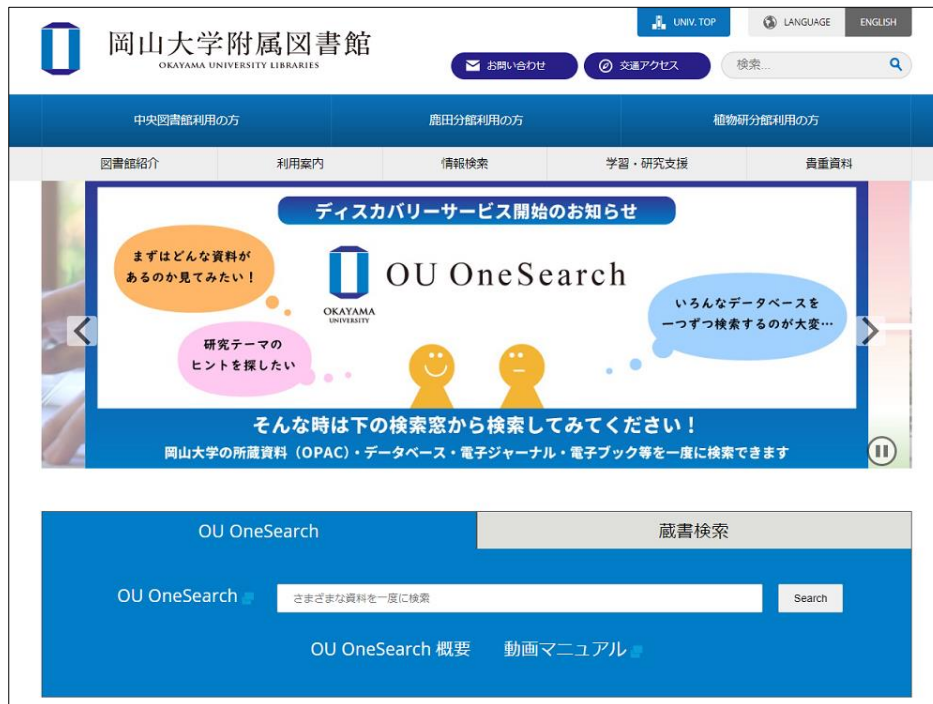 岡山大学附属図書館
OKAYAMA UNIVERSITY LIBRARIES
UNIV. TOP
LANGUAGE
ENGLISH
お問い合わせ
交通アクセス
検索...
中央図書館利用の方
鹿田分館利用の方
植物研分館利用の方
図書館紹介
利用案内
情報検索
学習・研究支援
貴重資料
ディスカバリーサービス開始のお知らせ
まずはどんな資料が
あるのか見てみたい！
OKAYAMA
UNIVERSITY
OU OneSearch
いろんなデータベースを
一つずつ検索するのが大変…
研究テーマの
ヒントを探したい
そんな時は下の検索窓から検索してみてください！
岡山大学の所蔵資料（OPAC）・データベース・電子ジャーナル・電子ブック等を一度に検索できます
OU OneSearch
蔵書検索
OU OneSearch
さまざまな資料を一度に検索
Search
OU OneSearch 概要
動画マニュアル